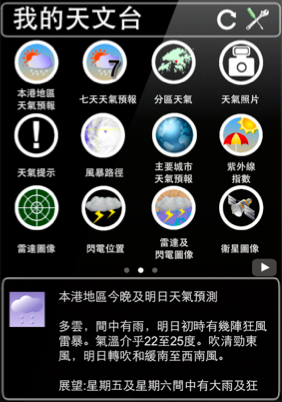 我的天文台
本港地區
天氣預報
七天天氣預報
7
分區天氣
天氣照片
天氣提示
風暴路徑
主要城市
天氣預報
紫外線
指數
雷達圖像
閃電位置
雷達及
閃電圖像
衞星圖像
本港地區今晚及明日天氣預測
多雲，間中有雨，明日初時有幾陣狂風
雷暴。氣溫介乎22至25度。吹清勁東
風，明日轉吹和緩南至西南風。
展望:星期五及星期六間中有大雨及狂